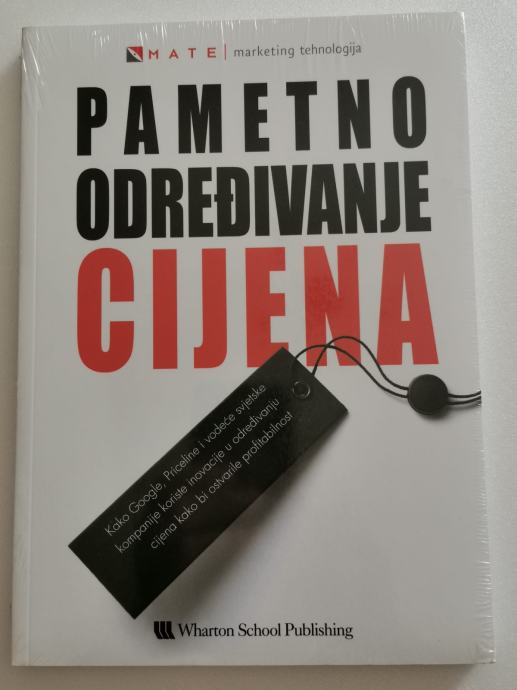 MATE | marketing tehnologija
PAMETNO
ODREĐIVANJE
CIJENA
Kako Google, Priceline i vodeće svjetske
kompanije koriste inovacije u određivanju
cijena kako bi ostvarile profitabilnost
Wharton School Publishing